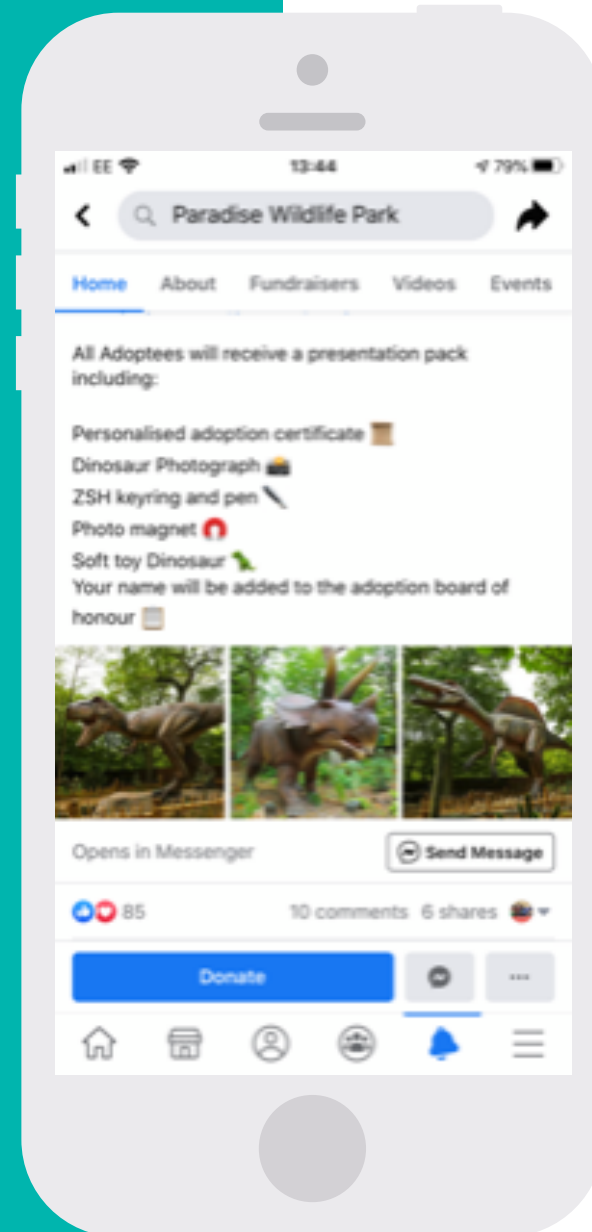 EE 13:44 79%
Paradise Wildlife Park
Home About Fundraisers Videos Events
All Adoptees will receive a presentation pack
including:
Personalised adoption certificate
Dinosaur Photograph
ZSH keyring and pen
Photo magnet
Soft toy Dinosaur
Your name will be added to the adoption board of
honour
Opens in Messenger Send Message
85 10 comments 6 shares
Donate